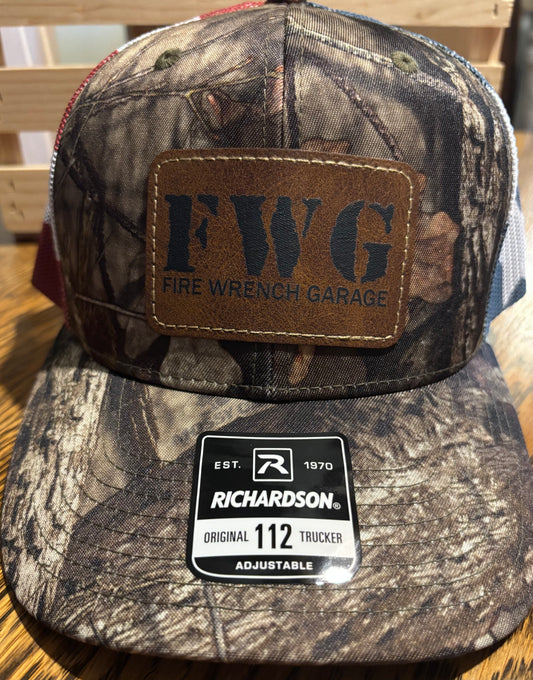 FWG
FIRE WRENCH GARAGE
EST. R 1970
RICHARDSON®
ORIGINAL 112 TRUCKER
ADJUSTABLE